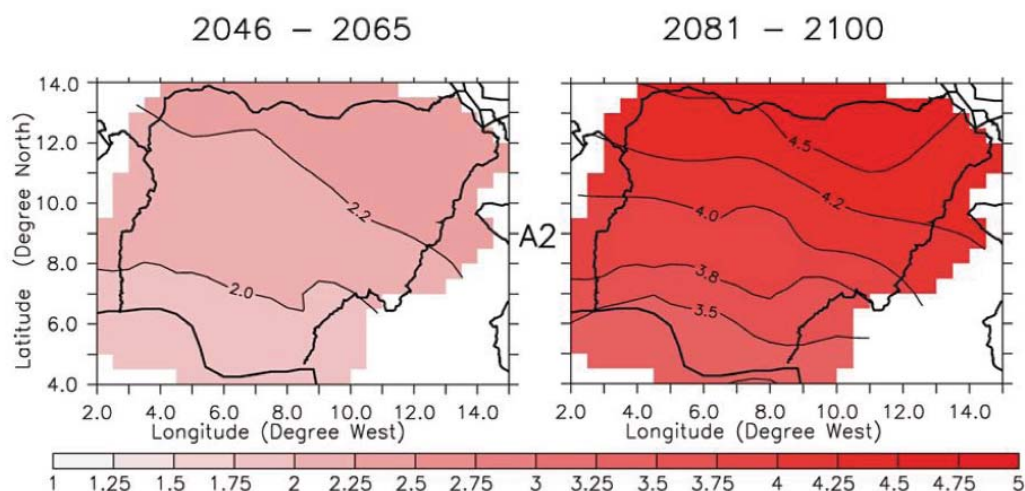 2046 – 2065
2081 – 2100
14.0
12.0
10.0
8.0
6.0
4.0
Latitude (Degree North)
2.2
2.0
A2
4.5
4.2
4.0
3.8
3.5
2.0 4.0 6.0 8.0 10.0 12.0 14.0
2.0 4.0 6.0 8.0 10.0 12.0 14.0
Longitude (Degree West)
Longitude (Degree West)
1 1.25 1.5 1.75 2 2.25 2.5 2.75 3 3.25 3.5 3.75 4 4.25 4.5 4.75 5